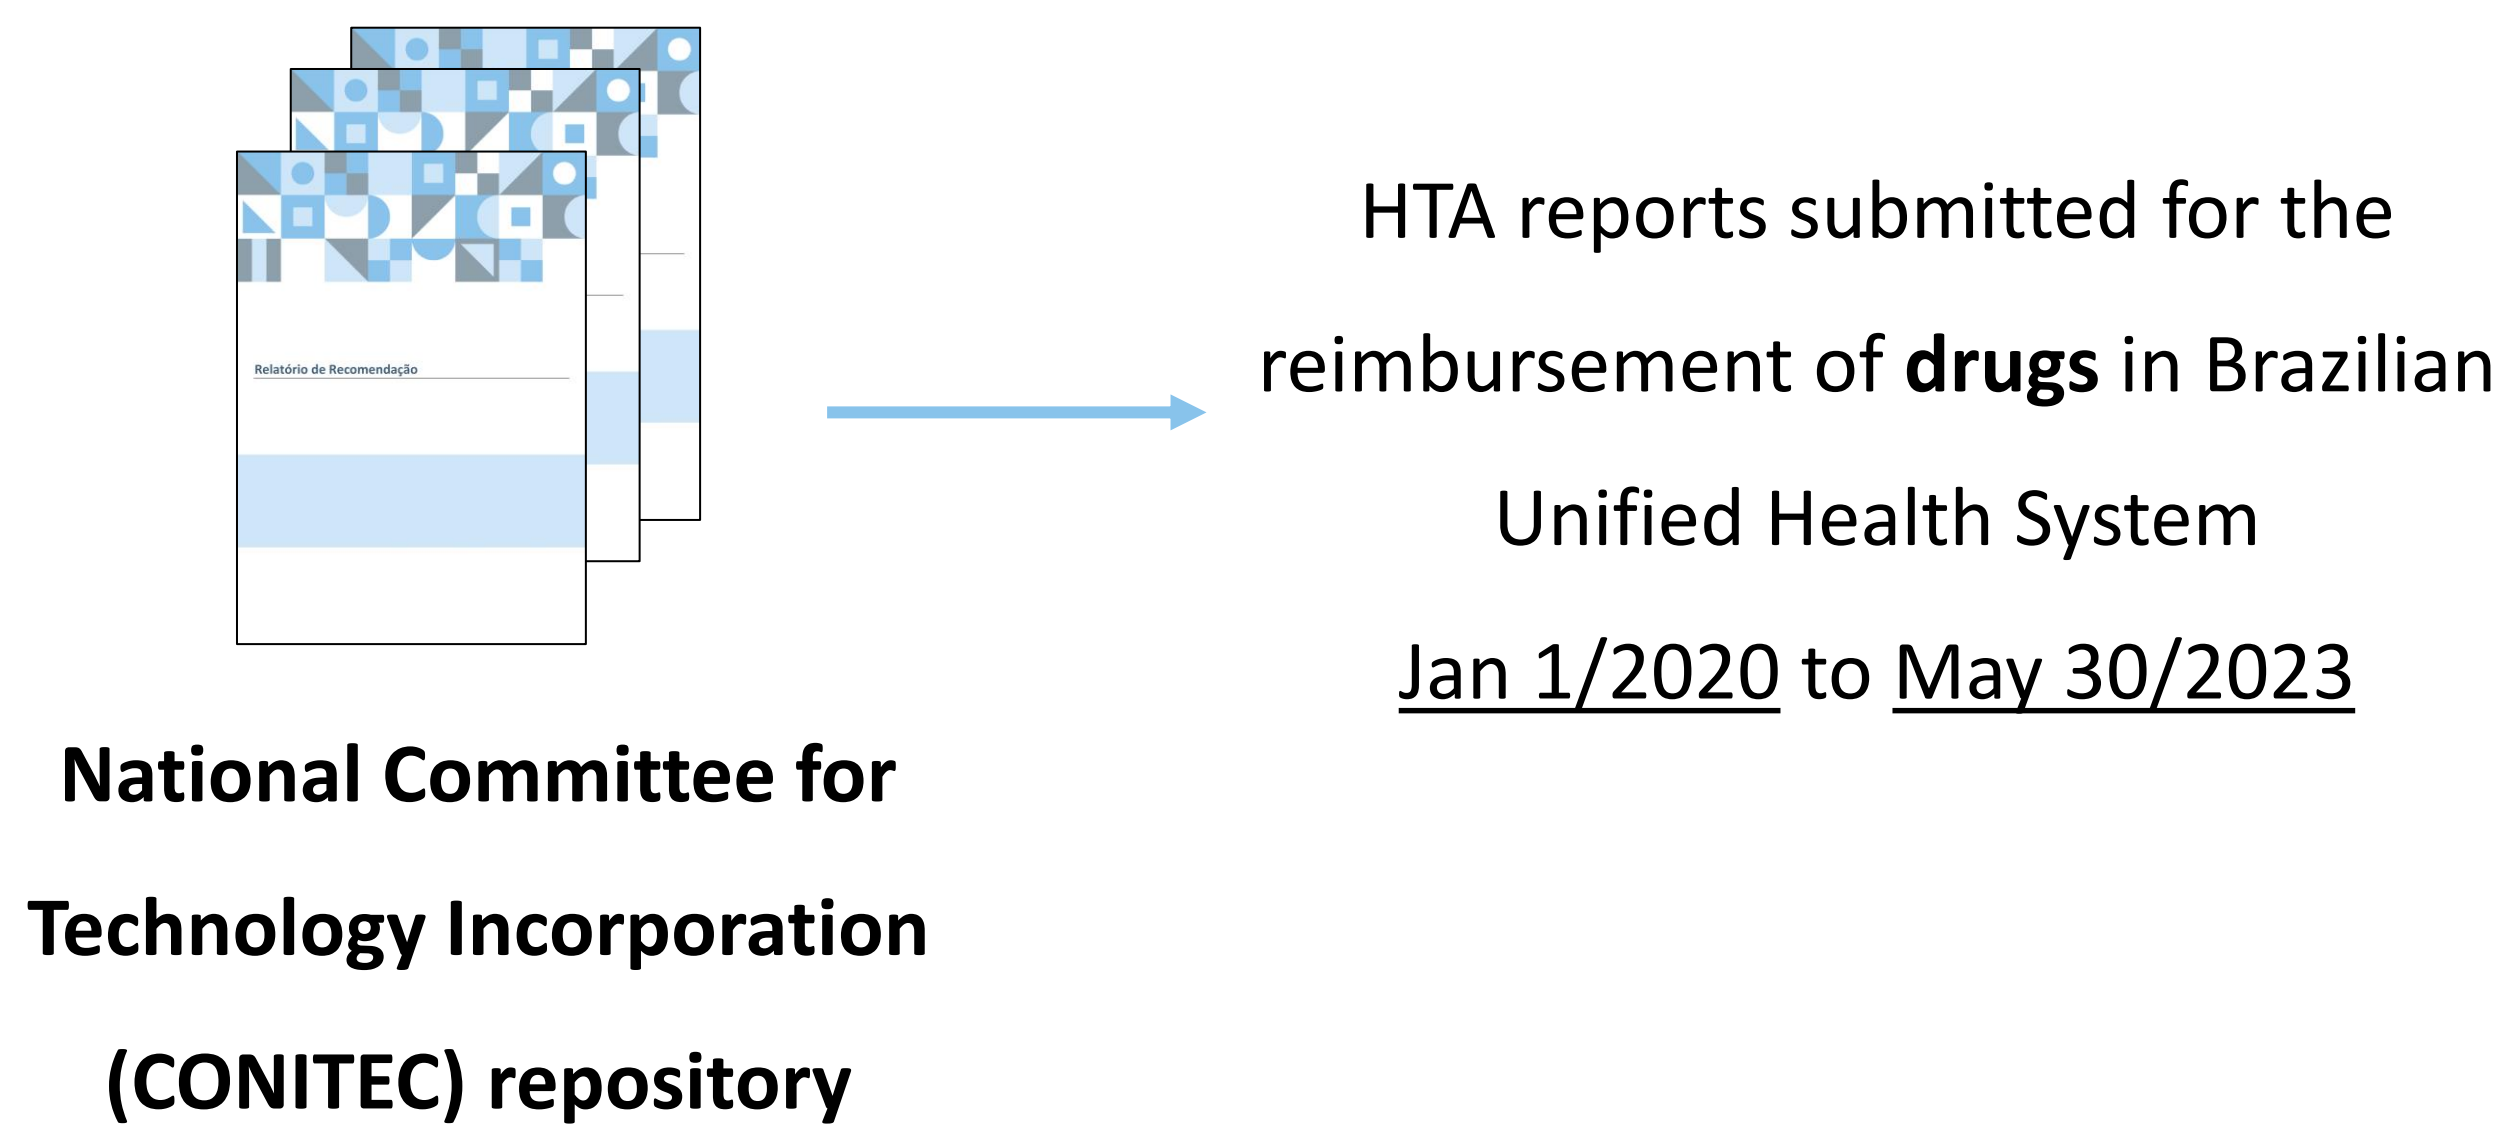 Relatório de Recomendação
National Committee for
Technology Incorporation
(CONITEC) repository
HTA reports submitted for the
reimbursement of drugs in Brazilian
Unified Health System
Jan 1/2020 to May 30/2023